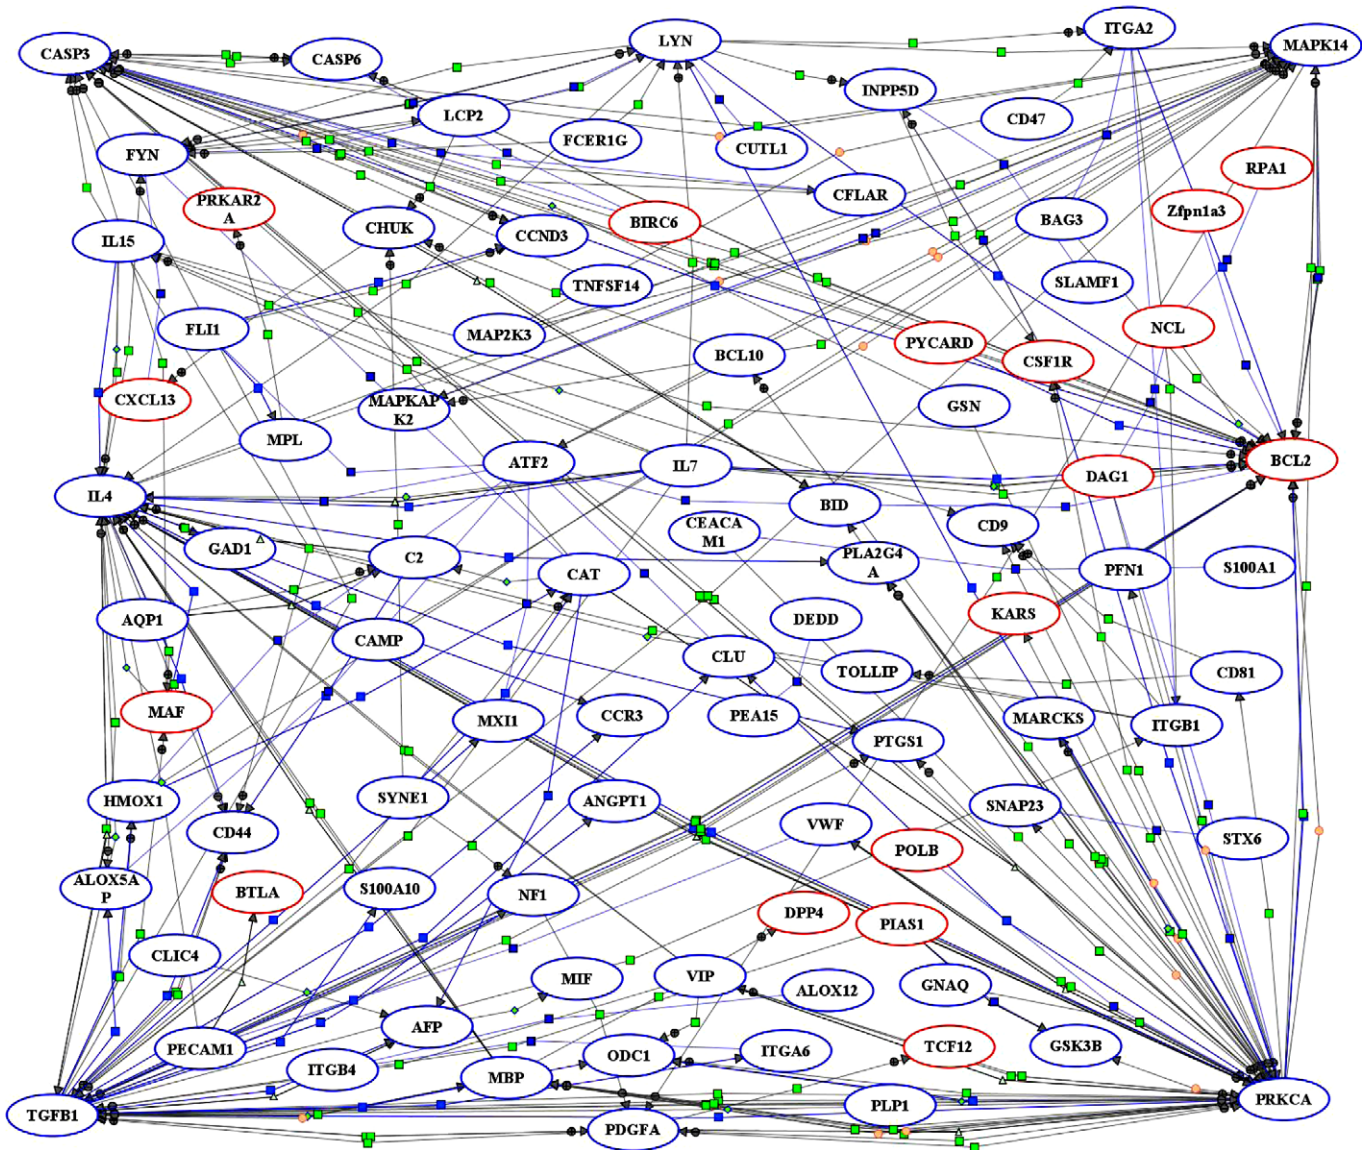 CASP3
CASP6
LYN
ITGA2
MAPK14
LCP2
INPP5D
CD47
FYN
FCER1G
CUTL1
RPA1
PRKAR2
A
CFLAR
Zfpn1a3
IL15
CHUK
CCND3
BIRC6
BAG3
TNFSF14
SLAMF1
FLI1
MAP2K3
BCL10
PYCARD
CSF1R
NCL
CXCL13
MAPKAP
K2
GSN
MPL
ATF2
IL7
DAG1
BCL2
IL4
BID
CD9
GAD1
C2
CEACA
M1
CAT
PLA2G4
A
PFN1
S100A1
AQP1
CAMP
DEDD
KARS
CLU
TOLLIP
CD81
MAF
MXI1
CCR3
PEA15
PTGS1
MARCKS
ITGB1
HMOX1
SYNE1
ANGPT1
VWF
SNAP23
STX6
CD44
POLB
ALOX5A
P
BTLA
S100A10
NF1
DPP4
PIAS1
CLIC4
MIF
VIP
ALOX12
GNAQ
AFP
PECAM1
ITGB4
MBP
ODC1
ITGA6
TCF12
GSK3B
TGFB1
PDGFA
PLP1
PRKCA